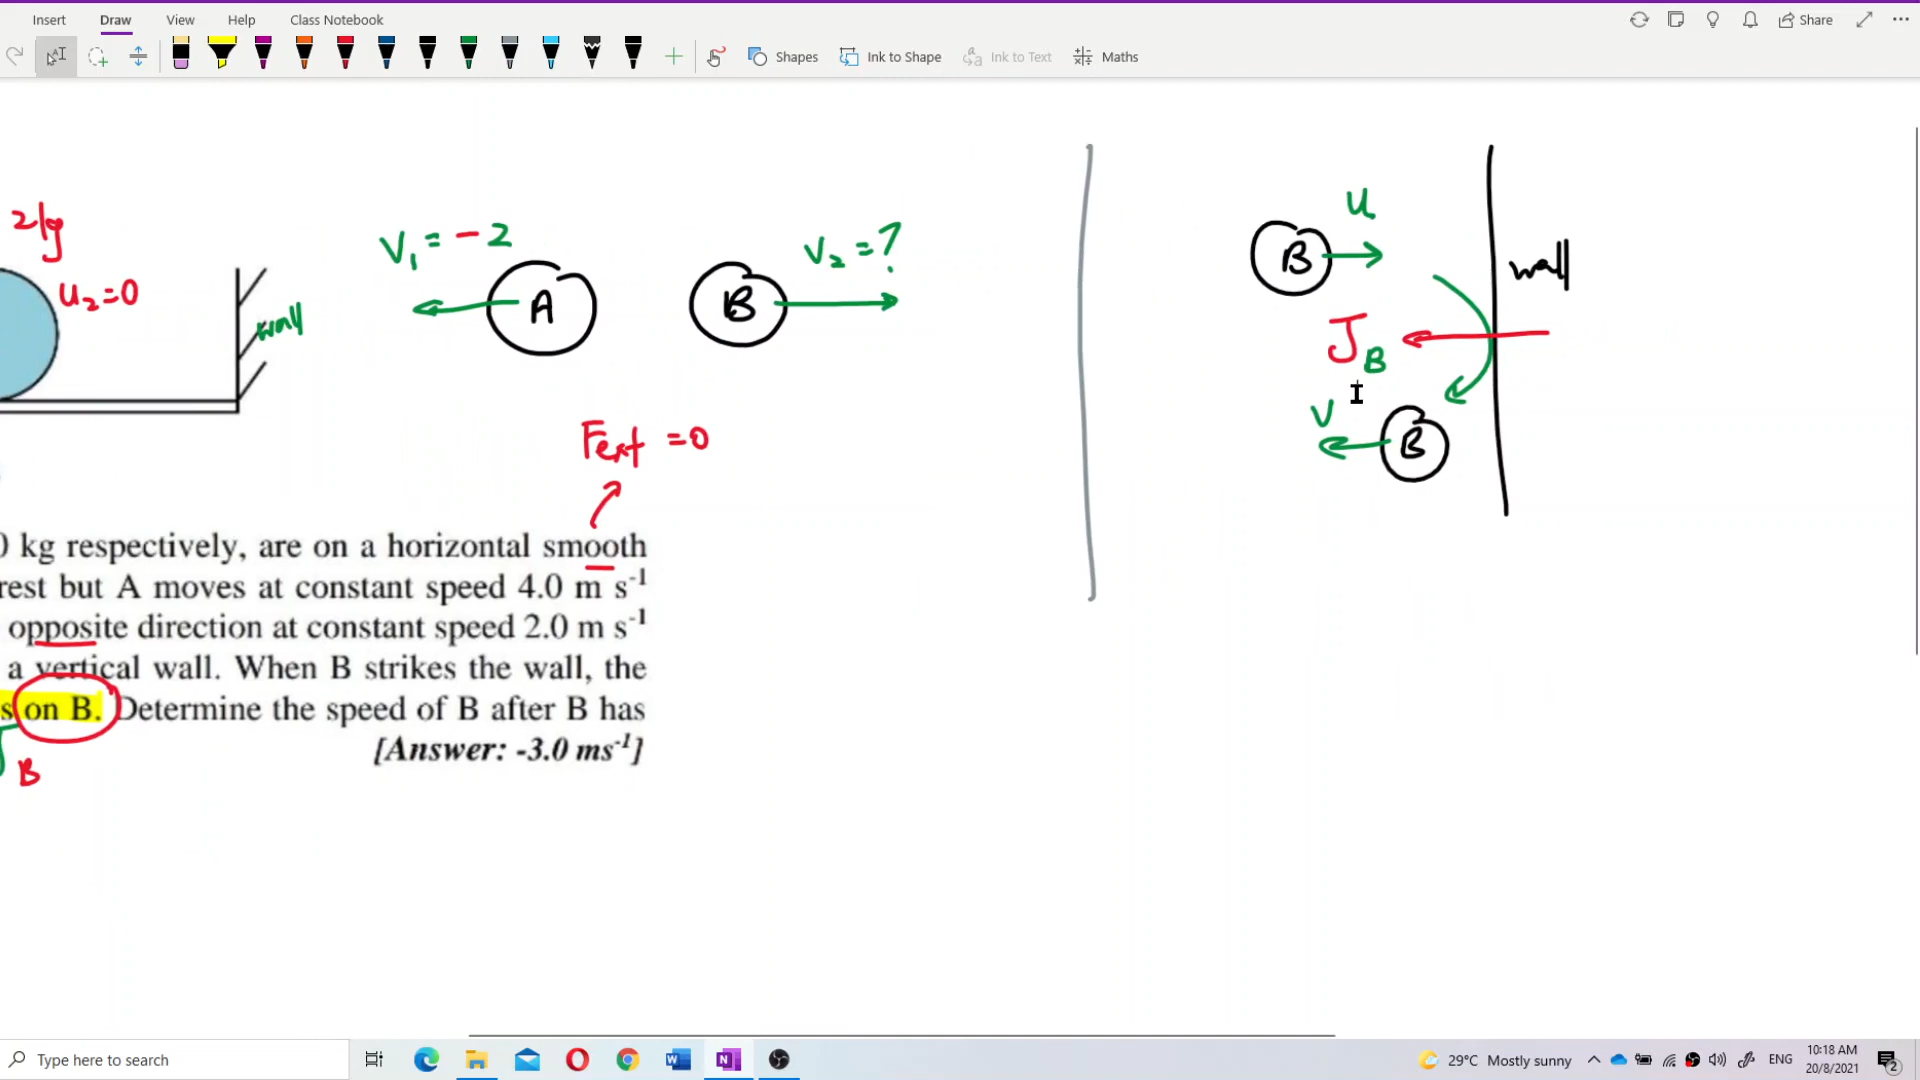 Insert Draw View Help Class Notebook
Share
Shapes Ink to Shape Ink to Text Maths
2kg
u₂=0
wall
V₁ = -2
A
B
V₂ = ?
Fext = 0
B
u
wall
J_B
V
B
0 kg respectively, are on a horizontal smooth
rest but A moves at constant speed 4.0 m s⁻¹
opposite direction at constant speed 2.0 m s⁻¹
a vertical wall. When B strikes the wall, the
s on B. Determine the speed of B after B has
[Answer: -3.0 ms⁻¹]
B
Type here to search
29°C Mostly sunny
ENG
10:18 AM
20/8/2021
2